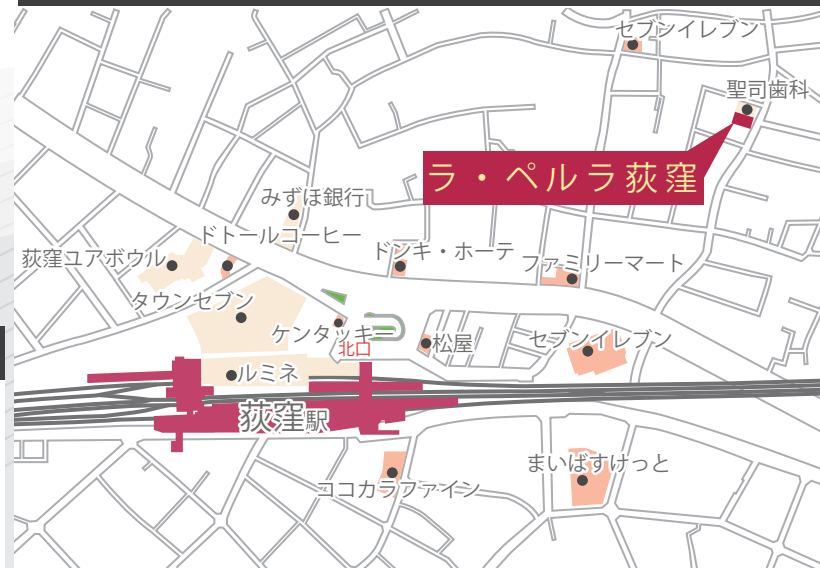 セブンイレブン
聖司歯科
ラ・ペルラ荻窪
みずほ銀行
ドトールコーヒー
ドンキ・ホーテ
荻窪ユアボウル
ファミリーマート
タウンセブン
ケンタッキー
セブンイレブン
松屋
北口
ルミネ
荻窪駅
まいばすけっと
ココカラファイン